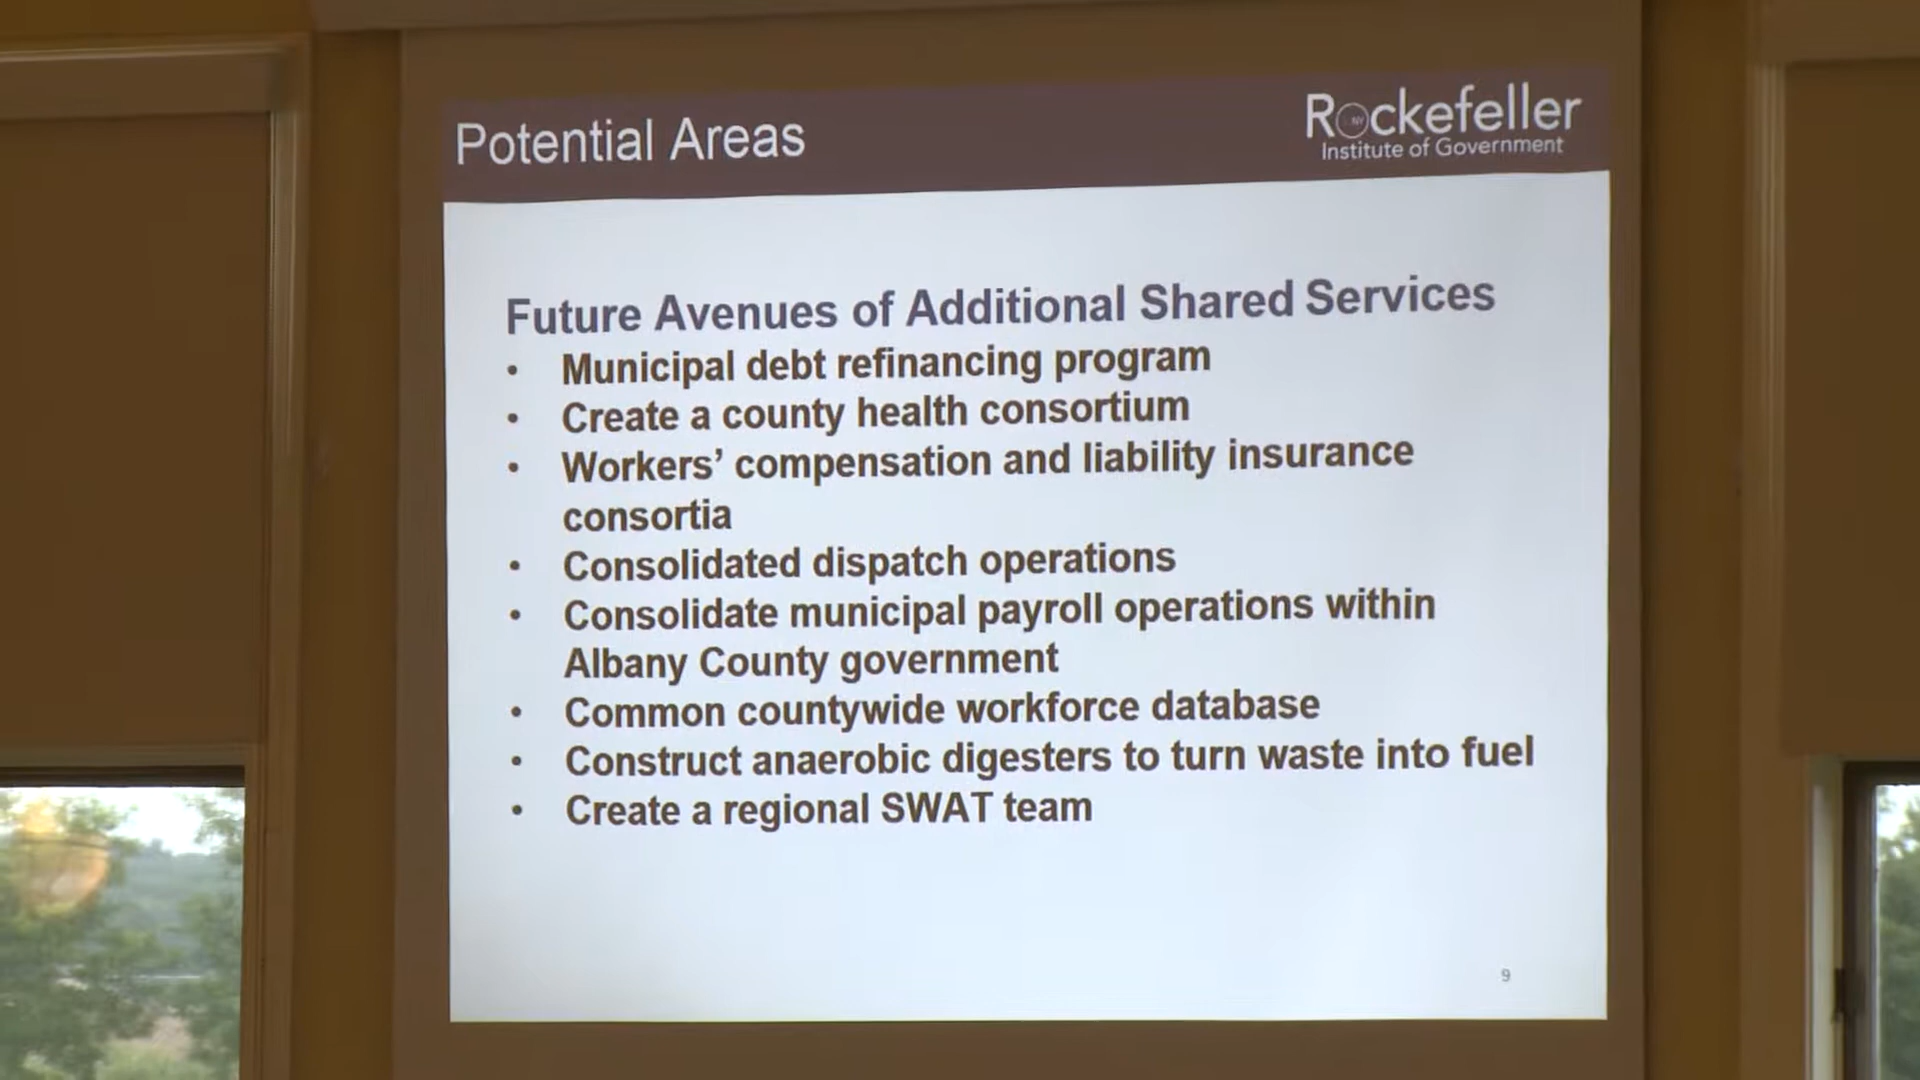 Potential Areas
Rockefeller
NY
Institute of Government
Future Avenues of Additional Shared Services
• Municipal debt refinancing program
• Create a county health consortium
• Workers’ compensation and liability insurance
consortia
• Consolidated dispatch operations
• Consolidate municipal payroll operations within
Albany County government
• Common countywide workforce database
• Construct anaerobic digesters to turn waste into fuel
• Create a regional SWAT team
9